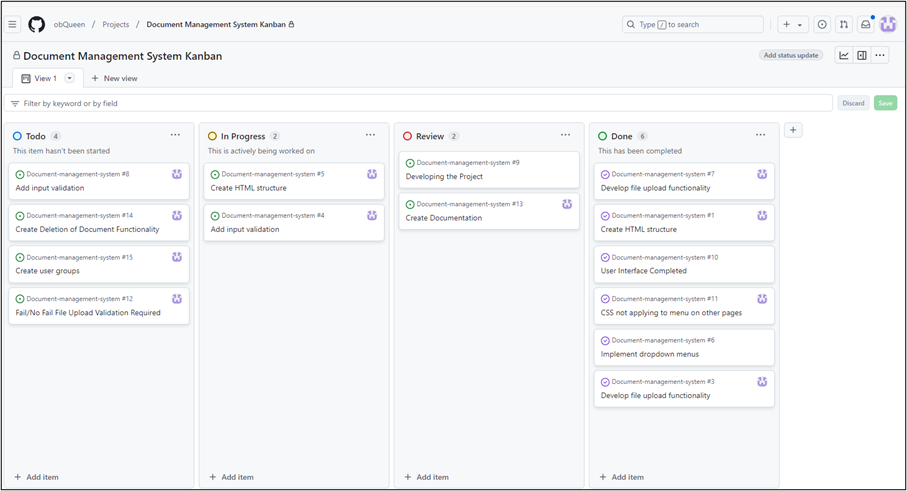 obQueen / Projects / Document Management System Kanban
Type / to search
Document Management System Kanban
Add status update
View 1
New view
Filter by keyword or by field
Discard
Save
Todo 4
This item hasn't been started
Document-management-system #8
Add input validation
Document-management-system #14
Create Deletion of Document Functionality
Document-management-system #15
Create user groups
Document-management-system #12
Fail/No Fail File Upload Validation Required
+ Add item
In Progress 2
This is actively being worked on
Document-management-system #5
Create HTML structure
Document-management-system #4
Add input validation
+ Add item
Review 2
Document-management-system #9
Developing the Project
Document-management-system #13
Create Documentation
+ Add item
Done 6
This has been completed
Document-management-system #7
Develop file upload functionality
Document-management-system #1
Create HTML structure
Document-management-system #10
User Interface Completed
Document-management-system #11
CSS not applying to menu on other pages
Document-management-system #6
Implement dropdown menus
Document-management-system #3
Develop file upload functionality
+ Add item